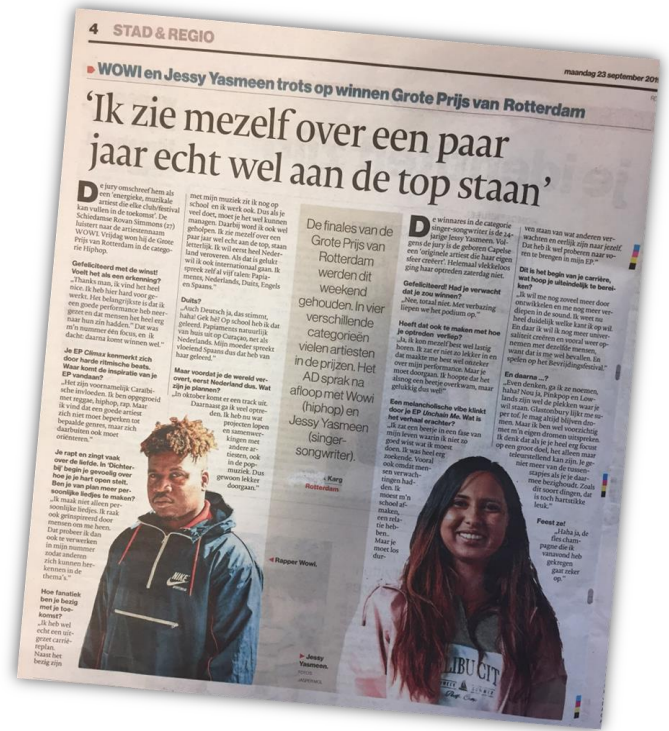 4 STAD & REGIO
maandag 23 september
WOWI en Jessy Yasmeen trots op winnen Grote Prijs van Rotterdam
‘Ik zie mezelf over een paar
jaar echt wel aan de top staan’
De jury omschreef hem als
een ‘energieke, muzikale
artiest die elke club/festival
kan vullen in de toekomst’. De
Schiedamse Rovan Simmons (27)
luistert naar de artiestennaam
WOWI. Vrijdag won hij de Grote
Prijs van Rotterdam in de catego-
rie Hiphop.
Gefeliciteerd met de winst!
Voelt het als een erkenning?
„Thanks man, ik vind het heel
nice. Ik heb hier hard voor ge-
werkt. Het belangrijkste is dat ik
een goede performance heb neer-
gezet en dat mensen het heel erg
naar hun zin hadden.” Dat was
m’n nummer één focus, en ik
dacht: daarna komt winnen wel.”
Je EP Climax kenmerkt zich
door harde ritmische beats.
Waar komt de inspiratie van je
EP vandaan?
„Het zijn voornamelijk Caraïbi-
sche invloeden. Ik ben opgegroeid
met reggae, hiphop, rap. Maar
ik vind dat een goede artiest
zich niet moet beperken tot
bepaalde genres, maar zich
daarbuiten ook moet
oriënteren.”
Je rapt en zingt vaak
over de liefde. In ‘Dichter-
bij’ begin je gevoelig over
hoe je je hart open stelt.
Ben je van plan meer per-
soonlijke liedjes te maken?
„Ik maak niet alleen per-
soonlijke liedjes. Ik raak
ook geïnspireerd door
mensen om me heen.
Dat probeer ik dan
ook te verwerken
in mijn nummer
zodat anderen
zich kunnen her-
kennen in de
thema’s.”
Hoe fanatiek
ben je bezig
met je toe-
komst?
„Ik heb wel
echt een uit-
gezet carriè-
replan.
Naast het
bezig zijn
met mijn muziek zit ik nog op
school en ik werk ook. Dus als je
veel doet, moet je het wel kunnen
managen. Daarbij word ik ook wel
geholpen. Ik zie mezelf over een
paar jaar wel echt aan de top, staan
letterlijk. Ik wil eerst heel Neder-
land veroveren. Als dat is gelukt
wil ik ook internationaal gaan. Ik
spreek zelf al vijf talen: Papia-
ments, Nederlands, Duits, Engels
en Spaans.”
Duits?
„Auch Deutsch ja, das stimmt,
haha! Gek hè! Op school heb ik dat
geleerd. Papiaments natuurlijk
van huis uit op Curaçao, net als
Nederlands. Mijn moeder spreekt
vloeiend Spaans dus dat heb van
haar geleerd.”
Maar voordat je de wereld ver-
overt, eerst Nederland dus. Wat
zijn je plannen?
„In oktober komt er een track uit.
Daarnaast ga ik veel optre-
den. Ik heb nu wat
projecten lopen
en samenwer-
kingen met
andere ar-
tiesten, ook
in de pop-
muziek. Dus
gewoon lekker
doorgaan.”
De finales van de
Grote Prijs van
Rotterdam
werden dit
weekend
gehouden. In vier
verschillende
categorieën
vielen artiesten
in de prijzen. Het
AD sprak na
afloop met Wowi
(hiphop) en
Jessy Yasmeen
(singer-
songwriter).
Karg
Rotterdam
Rapper Wowi.
Jessy
Yasmeen.
De winnares in de categorie
singer-songwriter is de 24-
jarige Jessy Yasmeen. Vol-
gens de jury is de geboren Capelse
een ‘originele artiest die haar eigen
sfeer creëert’. Helemaal vlekkeloos
ging haar optreden zaterdag niet.
Gefeliciteerd! Had je verwacht
dat je zou winnen?
„Nee, totaal niet. Met verbazing
liepen we het podium op.”
Heeft dat ook te maken met hoe
je optreden verliep?
„Ja, ik kon mezelf best wel lastig
horen. Ik zat er niet zo lekker in en
dat maakte me best wel onzeker
over mijn performance. Maar je
moet doorgaan. Ik hoopte dat het
alsnog een beetje overkwam, maar
gelukkig dus wel!”
Een melancholische vibe klinkt
door je EP Unchain Me. Wat is
het verhaal erachter?
„Ik zat een beetje in een fase van
mijn leven waarin ik niet zo
goed wist wat ik moest
doen. Ik was heel erg
zoekende. Vooral
ook omdat men-
sen verwach-
tingen had-
den. Ik
moest m’n
school af-
maken,
een rela-
tie heb-
ben.
Maar je
moet los
dur-
ven staan van wat anderen ver-
wachten en eerlijk zijn naar jezelf.
Dat heb ik wel proberen naar vo-
ren te brengen in mijn EP.”
Dit is het begin van je carrière,
wat hoop je uiteindelijk te berei-
ken?
„Ik wil me nog zoveel meer door
ontwikkelen en me nog meer ver-
diepen in de sound. Ik weet nu
heel duidelijk welke kant ik op wil.
En daar wil ik nog meer univer-
saliteit creëren en vooral weer op-
nemen met dezelfde mensen,
want dat is me wel bevallen. En
spelen op het Bevrijdingsfestival.”
En daarna ...?
„Even denken, ga ik ze noemen,
haha! Nou ja, Pinkpop en Low-
lands zijn wel de plekken waar ik
wil staan. Glastonbury lijkt me su-
per tof. Je mag altijd blijven dro-
men. Maar ik ben wel voorzichtig
met m’n eigen dromen uitspreken.
Ik denk dat als je je heel erg focust
op een groot doel, het alleen maar
teleurstellend kan zijn. Je ge-
niet meer van de tussen-
stapjes als je je daar-
mee bezighoudt. Zoals
dit soort dingen, dat
is toch hartstikke
leuk.”
Feest ze!
„Haha ja, de
fles cham-
pagne die ik
vanavond heb
gekregen
gaat zeker
op.”
NIKE
MALIBU CITY